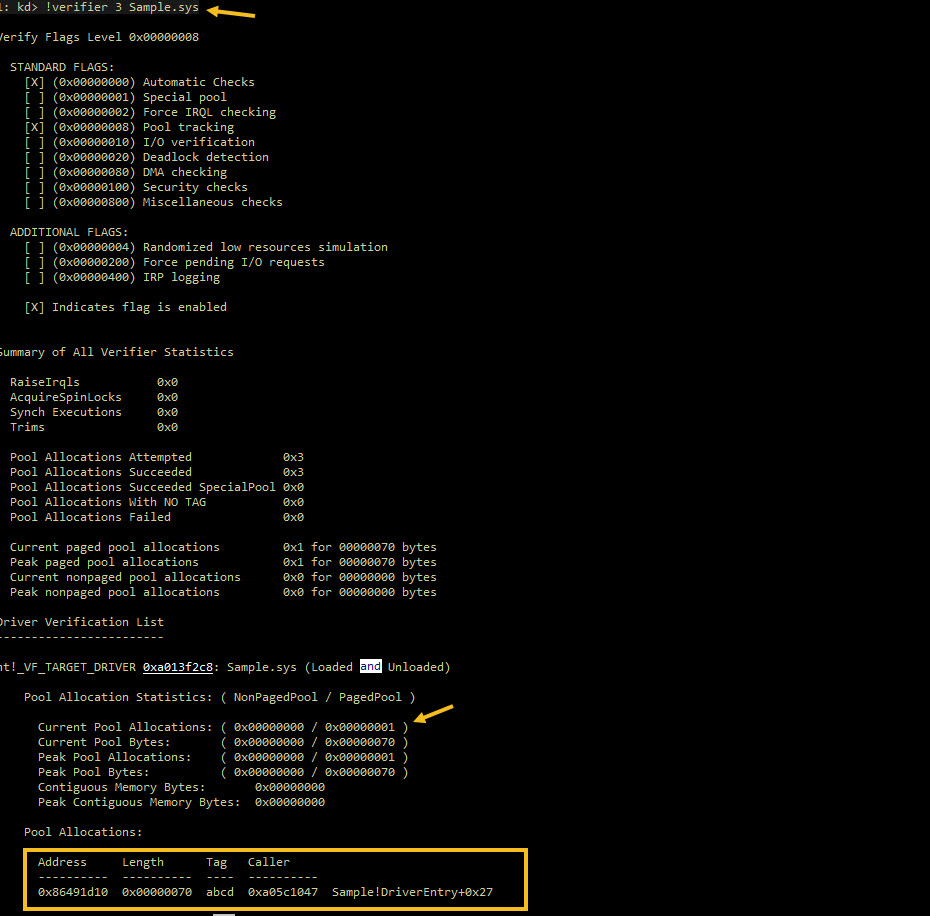 1: kd> !verifier 3 Sample.sys
Verify Flags Level 0x00000008
STANDARD FLAGS:
[X] (0x00000000) Automatic Checks
[ ] (0x00000001) Special pool
[ ] (0x00000002) Force IRQL checking
[X] (0x00000008) Pool tracking
[ ] (0x00000010) I/O verification
[ ] (0x00000020) Deadlock detection
[ ] (0x00000080) DMA checking
[ ] (0x00000100) Security checks
[ ] (0x00000800) Miscellaneous checks
ADDITIONAL FLAGS:
[ ] (0x00000004) Randomized low resources simulation
[ ] (0x00000200) Force pending I/O requests
[ ] (0x00000400) IRP logging
[X] Indicates flag is enabled
Summary of All Verifier Statistics
RaiseIrqls 0x0
AcquireSpinLocks 0x0
Synch Executions 0x0
Trims 0x0
Pool Allocations Attempted 0x3
Pool Allocations Succeeded 0x3
Pool Allocations Succeeded SpecialPool 0x0
Pool Allocations With NO TAG 0x0
Pool Allocations Failed 0x0
Current paged pool allocations 0x1 for 00000070 bytes
Peak paged pool allocations 0x1 for 00000070 bytes
Current nonpaged pool allocations 0x0 for 00000000 bytes
Peak nonpaged pool allocations 0x0 for 00000000 bytes
Driver Verification List
------------------------
nt!_VF_TARGET_DRIVER 0xa013f2c8: Sample.sys (Loaded and Unloaded)
Pool Allocation Statistics: ( NonPagedPool / PagedPool )
Current Pool Allocations: ( 0x00000000 / 0x00000001 )
Current Pool Bytes: ( 0x00000000 / 0x00000070 )
Peak Pool Allocations: ( 0x00000000 / 0x00000001 )
Peak Pool Bytes: ( 0x00000000 / 0x00000070 )
Contiguous Memory Bytes: 0x00000000
Peak Contiguous Memory Bytes: 0x00000000
Pool Allocations:
Address Length Tag Caller
---------- ---------- ---- ----------
0x86491d10 0x00000070 abcd 0xa05c1047 Sample!DriverEntry+0x27